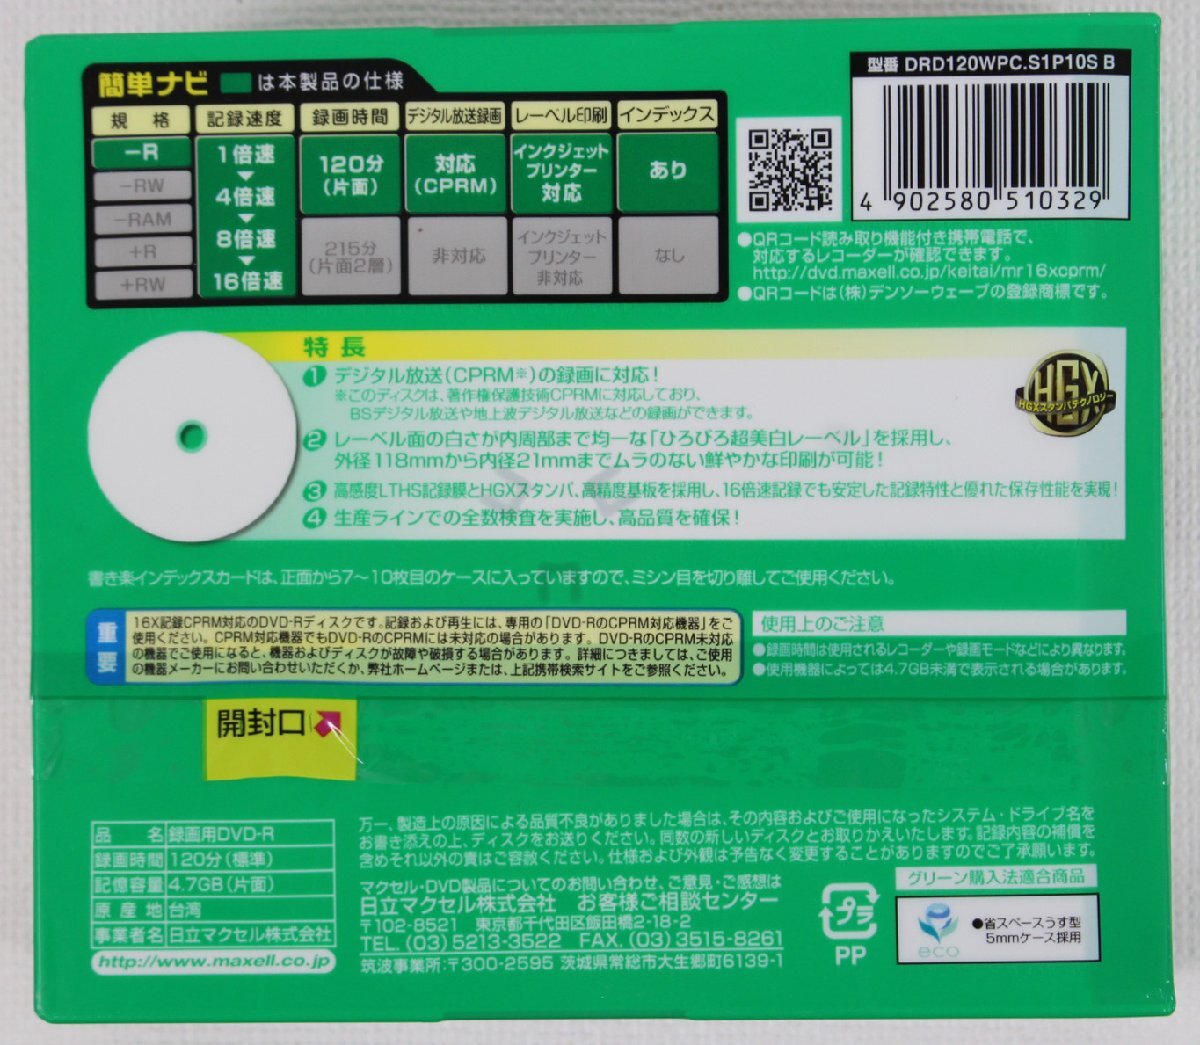 簡単ナビ は本製品の仕様
規格 記録速度 録画時間 デジタル放送録画 レーベル印刷 インデックス
−R
−RW
−RAM
+R
+RW
1倍速
4倍速
8倍速
16倍速
120分
(片面)
215分
(片面2層)
対応
(CPRM)
非対応
インクジェット
プリンター
対応
インクジェット
プリンター
非対応
あり
なし
型番 DRD120WPC.S1P10S B
4 902580 510329
●QRコード読み取り機能付き携帯電話で、
対応するレコーダーが確認できます。
http://dvd.maxell.co.jp/keitai/mr16xcprm/
●QRコードは(株)デンソーウェーブの登録商標です。
特長
1 デジタル放送(CPRM※)の録画に対応!
※このディスクは、著作権保護技術CPRMに対応しており、
BSデジタル放送や地上波デジタル放送などの録画ができます。
2 レーベル面の白さが内周部まで均一な「ひろびろ超美白レーベル」を採用し、
外径118mmから内径21mmまでムラのない鮮やかな印刷が可能!
3 高感度LTHS記録膜とHGXスタンパ、高精度基板を採用し、16倍速記録でも安定した記録特性と優れた保存性能を実現!
4 生産ラインでの全数検査を実施し、高品質を確保!
HGX
HGXスタンパテクノロジー
書き楽インデックスカードは、正面から7〜10枚目のケースに入っていますので、ミシン目を切り離してご使用ください。
重要
16X記録CPRM対応のDVD-Rディスクです。記録および再生には、専用の「DVD-RのCPRM対応機器」をご
使用ください。CPRM対応機器でもDVD-RのCPRMには未対応の場合があります。DVD-RのCPRM未対応
の機器でご使用になると、機器およびディスクが故障や破損する場合があります。詳細につきましては、ご使用
の機器メーカーにお問い合わせいただくか、弊社ホームページまたは、上記携帯検索サイトをご参照ください。
使用上のご注意
●録画時間は使用されるレコーダーや録画モードなどにより異なります。
●使用機器によっては4.7GB未満で表示される場合があります。
開封口
品名 録画用DVD-R
録画時間 120分(標準)
記憶容量 4.7GB(片面)
原産地 台湾
事業者名 日立マクセル株式会社
http://www.maxell.co.jp
万一、製造上の原因による品質不良がありました場合は、その内容およびご使用になったシステム・ドライブ名を
お書き添えの上、ディスクをお送りください。同数の新しいディスクとお取りかえいたします。記録内容の補償を
含めそれ以外の責はご容赦ください。仕様および外観は予告なく変更することがありますのでご了承願います。
マクセル・DVD製品についてのお問い合わせ、ご意見・ご感想は
日立マクセル株式会社 お客様ご相談センター
〒102-8521 東京都千代田区飯田橋2-18-2
TEL. (03) 5213-3522 FAX. (03) 3515-8261
筑波事業所:〒300-2595 茨城県常総市大生郷町6139-1
プラ
PP
グリーン購入法適合商品
eco
●省スペースうす型
5mmケース採用